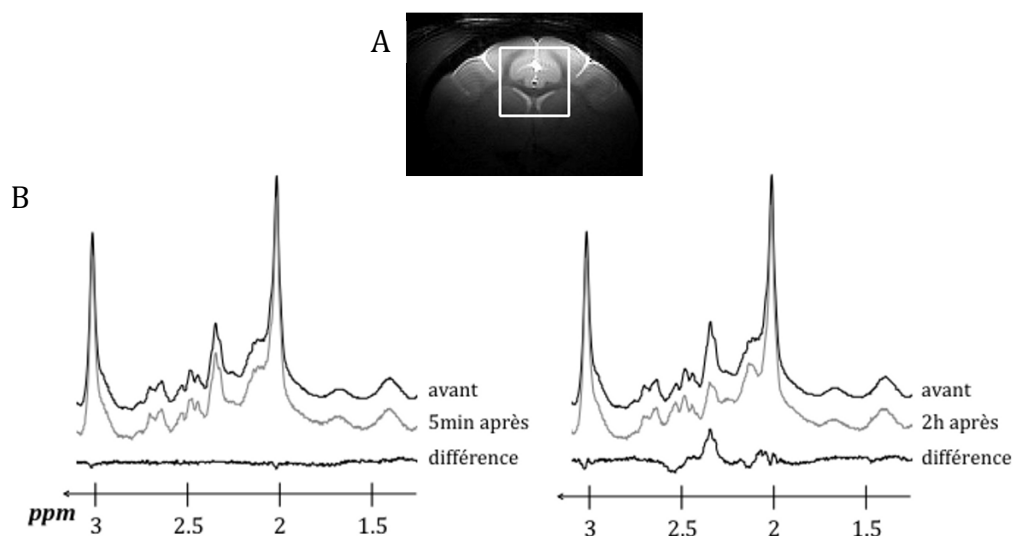 A
B
avant
5min après
différence
ppm
3
2.5
2
1.5
avant
2h après
différence
3
2.5
2
1.5